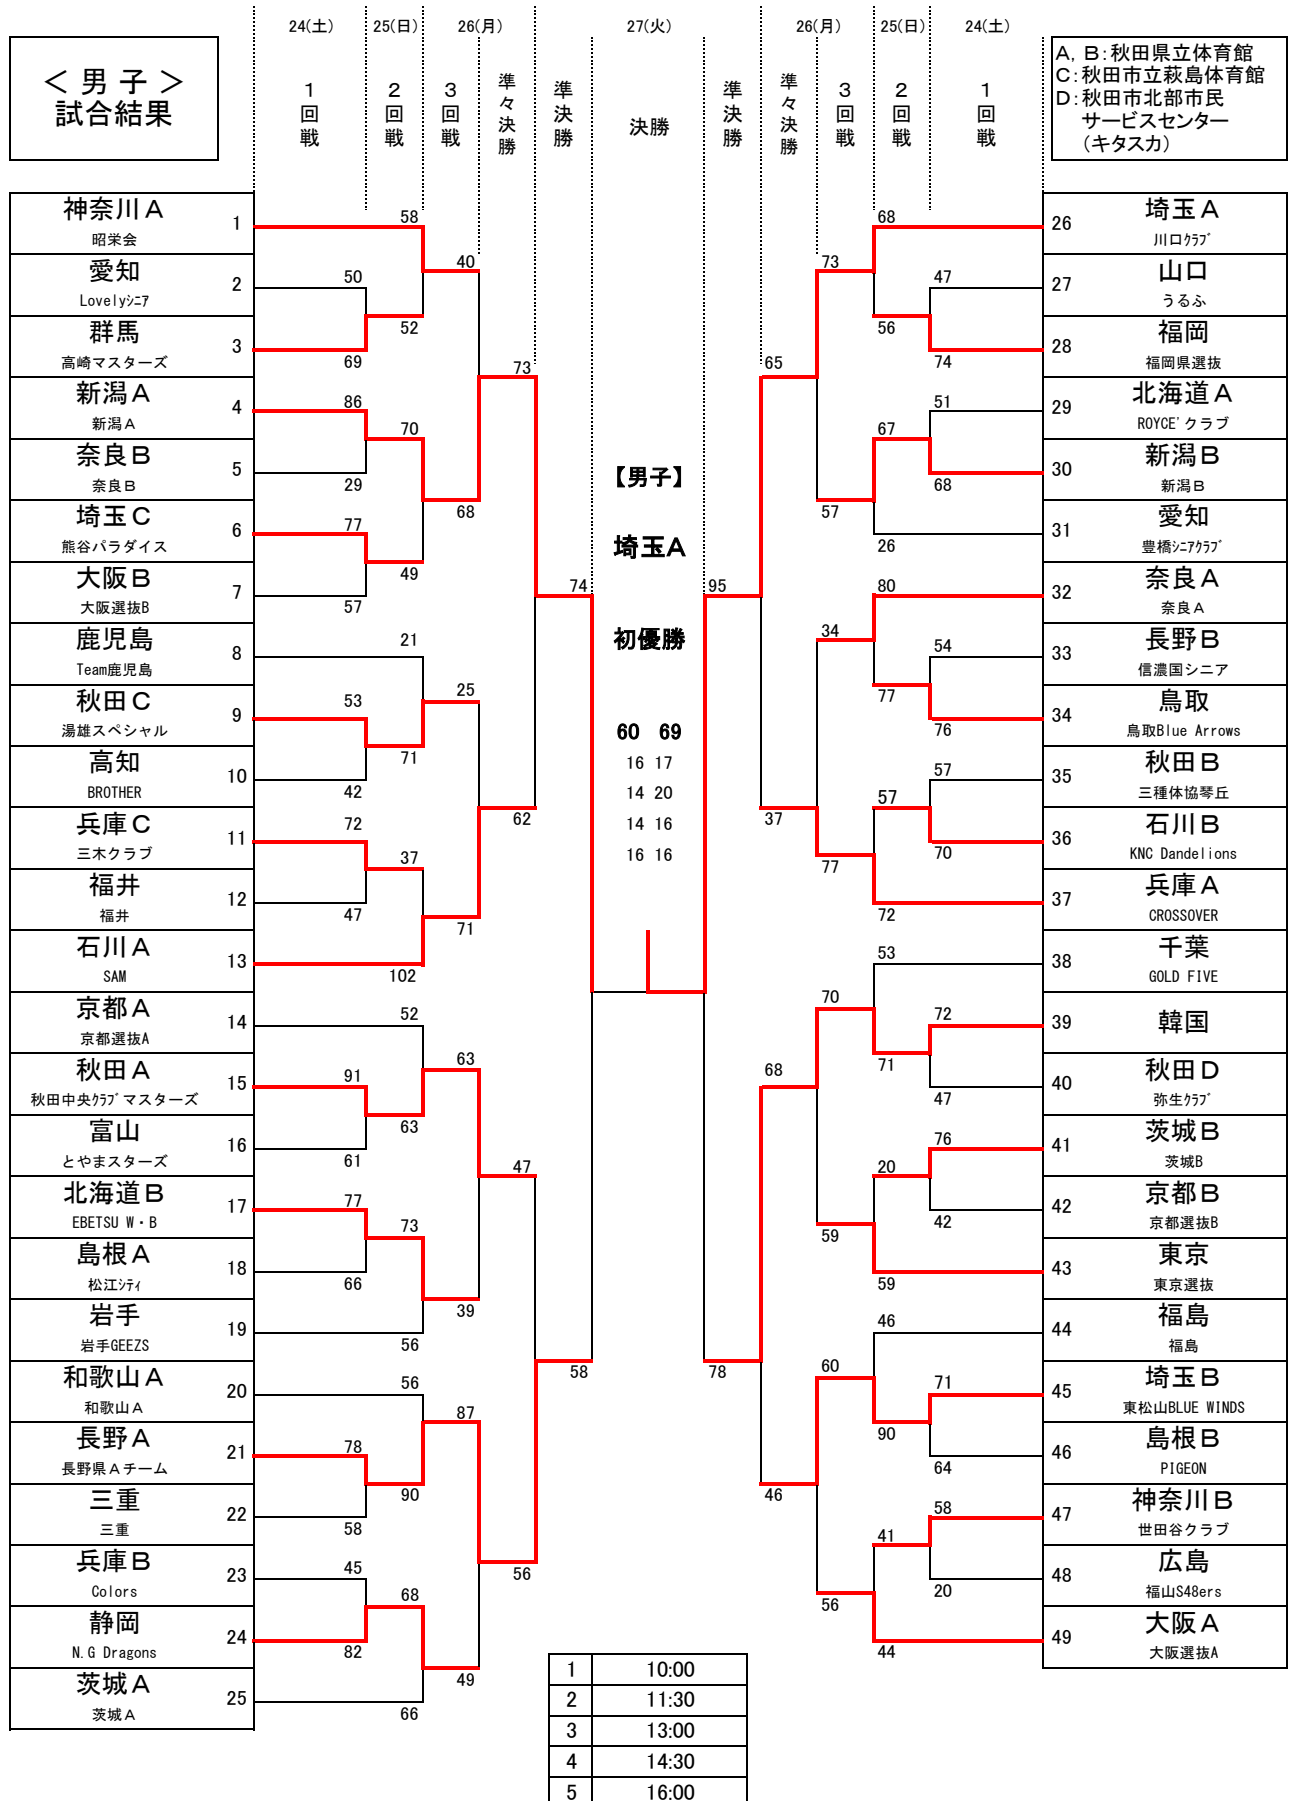 24(土) 25(日) 26(月) 27(火) 26(月) 25(日) 24(土)
＜ 男 子 ＞
試合結果
1回戦 2回戦 3回戦 準々決勝 準決勝 決勝 準決勝 準々決勝 3回戦 2回戦 1回戦
A, B：秋田県立体育館
C：秋田市立萩島体育館
D：秋田市北部市民
サービスセンター
(キタスカ)
神奈川Ａ
昭栄会
1
愛知
Lovelyｼﾆｱ
2
群馬
高崎マスターズ
3
新潟Ａ
新潟Ａ
4
奈良Ｂ
奈良Ｂ
5
埼玉Ｃ
熊谷パラダイス
6
大阪Ｂ
大阪選抜B
7
鹿児島
Team鹿児島
8
秋田Ｃ
湯雄スペシャル
9
高知
BROTHER
10
兵庫Ｃ
三木クラブ
11
福井
福井
12
石川Ａ
SAM
13
京都Ａ
京都選抜A
14
秋田Ａ
秋田中央ｸﾗﾌﾞマスターズ
15
富山
とやまスターズ
16
北海道Ｂ
EBETSU W・B
17
島根Ａ
松江ｼﾃｨ
18
岩手
岩手GEEZS
19
和歌山Ａ
和歌山Ａ
20
長野Ａ
長野県Ａチーム
21
三重
三重
22
兵庫Ｂ
Colors
23
静岡
N.G Dragons
24
茨城Ａ
茨城Ａ
25
50
69
86
29
77
57
53
42
72
47
91
61
77
66
78
58
45
82
58
52
70
49
21
71
37
102
52
63
73
56
56
90
68
66
40
68
25
71
63
39
87
49
73
62
47
56
74
58
【男子】
埼玉Ａ
初優勝
60 69
16 17
14 20
14 16
16 16
95
78
65
37
68
46
73
57
34
77
70
59
60
56
68
56
67
26
80
77
57
72
53
71
20
59
46
90
41
44
47
74
51
68
54
76
57
70
72
47
76
42
71
64
58
20
26
埼玉Ａ
川口ｸﾗﾌﾞ
27
山口
うるふ
28
福岡
福岡県選抜
29
北海道Ａ
ROYCE'クラブ
30
新潟Ｂ
新潟Ｂ
31
愛知
豊橋ｼﾆｱｸﾗﾌﾞ
32
奈良Ａ
奈良Ａ
33
長野Ｂ
信濃国シニア
34
鳥取
鳥取Blue Arrows
35
秋田Ｂ
三種体協琴丘
36
石川Ｂ
KNC Dandelions
37
兵庫Ａ
CROSSOVER
38
千葉
GOLD FIVE
39
韓国
40
秋田Ｄ
弥生ｸﾗﾌﾞ
41
茨城Ｂ
茨城B
42
京都Ｂ
京都選抜B
43
東京
東京選抜
44
福島
福島
45
埼玉Ｂ
東松山BLUE WINDS
46
島根Ｂ
PIGEON
47
神奈川Ｂ
世田谷クラブ
48
広島
福山S48ers
49
大阪Ａ
大阪選抜A
1 10:00
2 11:30
3 13:00
4 14:30
5 16:00